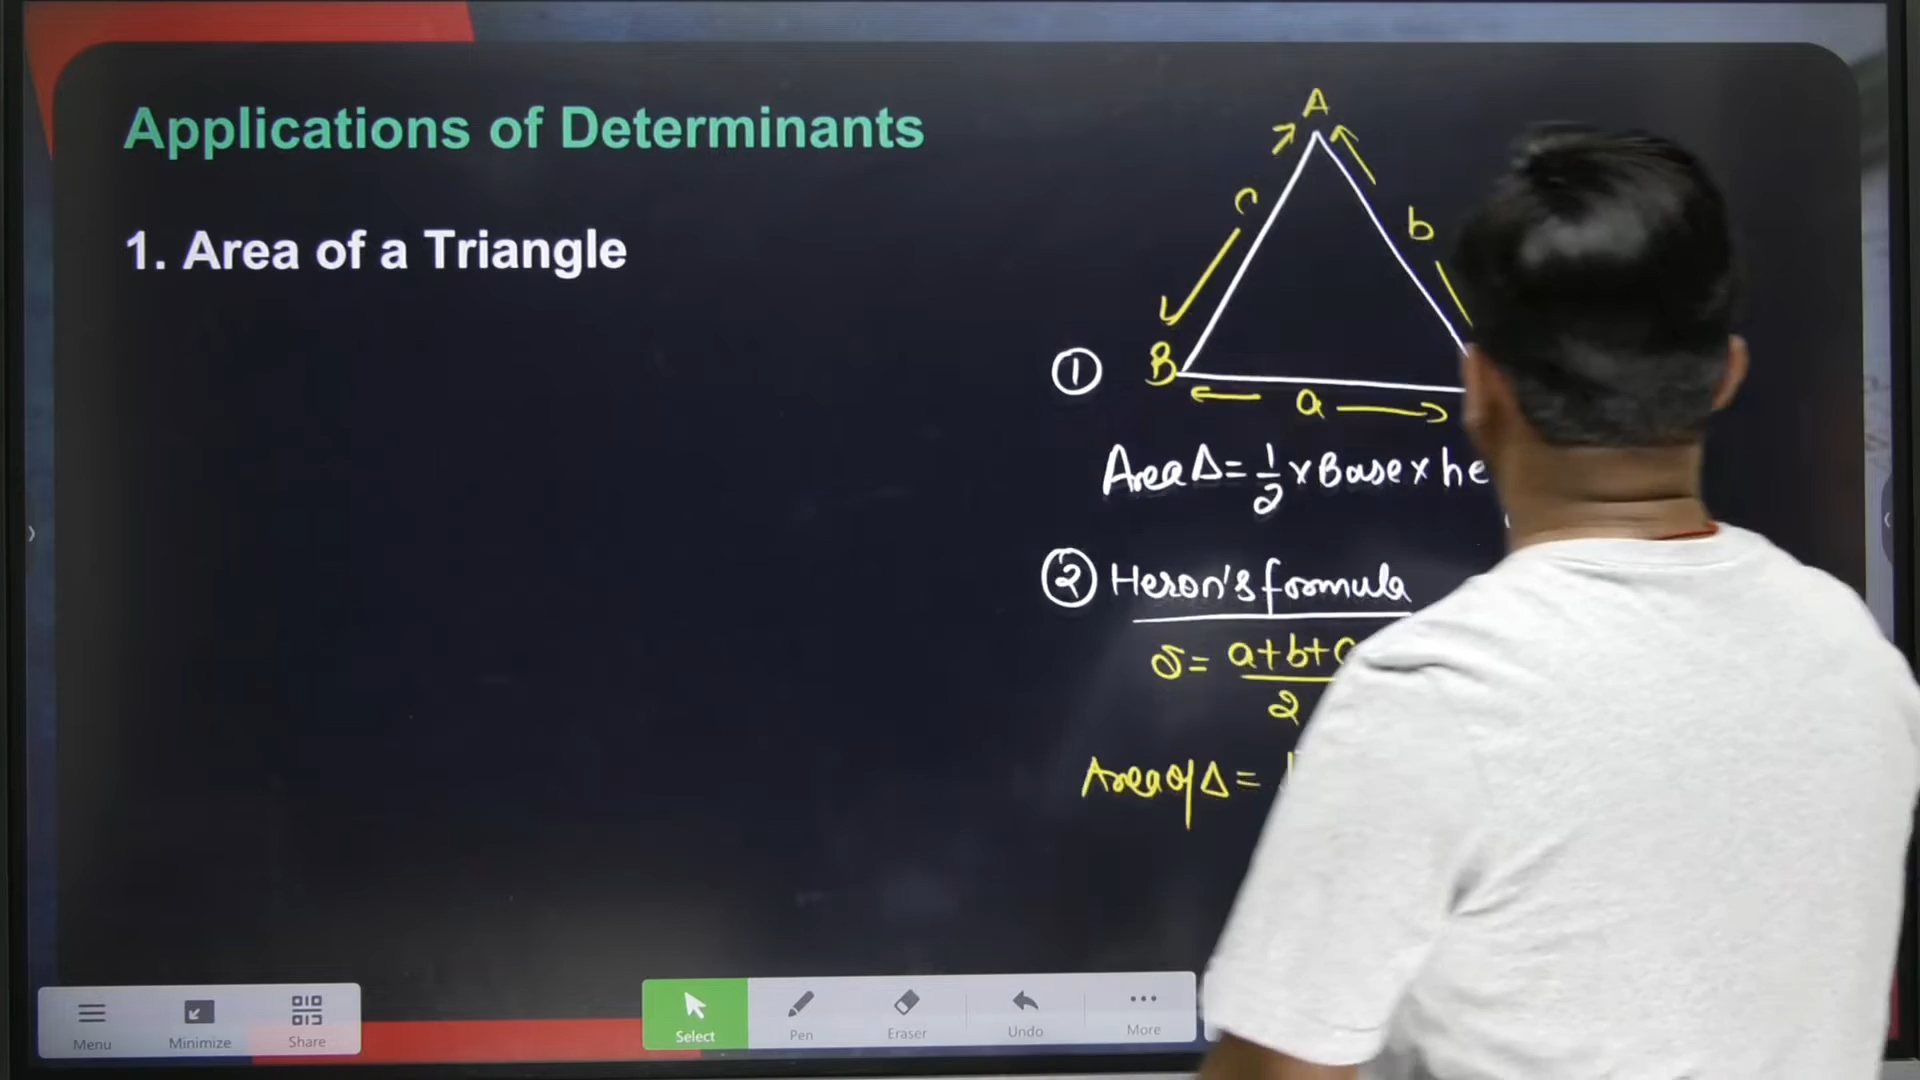 Applications of Determinants
1. Area of a Triangle
A
c
b
① B
a
Area Δ = 1/2 × Base × he
② Heron's formula
s = a+b+c
2
Area of Δ =
Menu
Minimize
Share
Select
Pen
Eraser
Undo
More